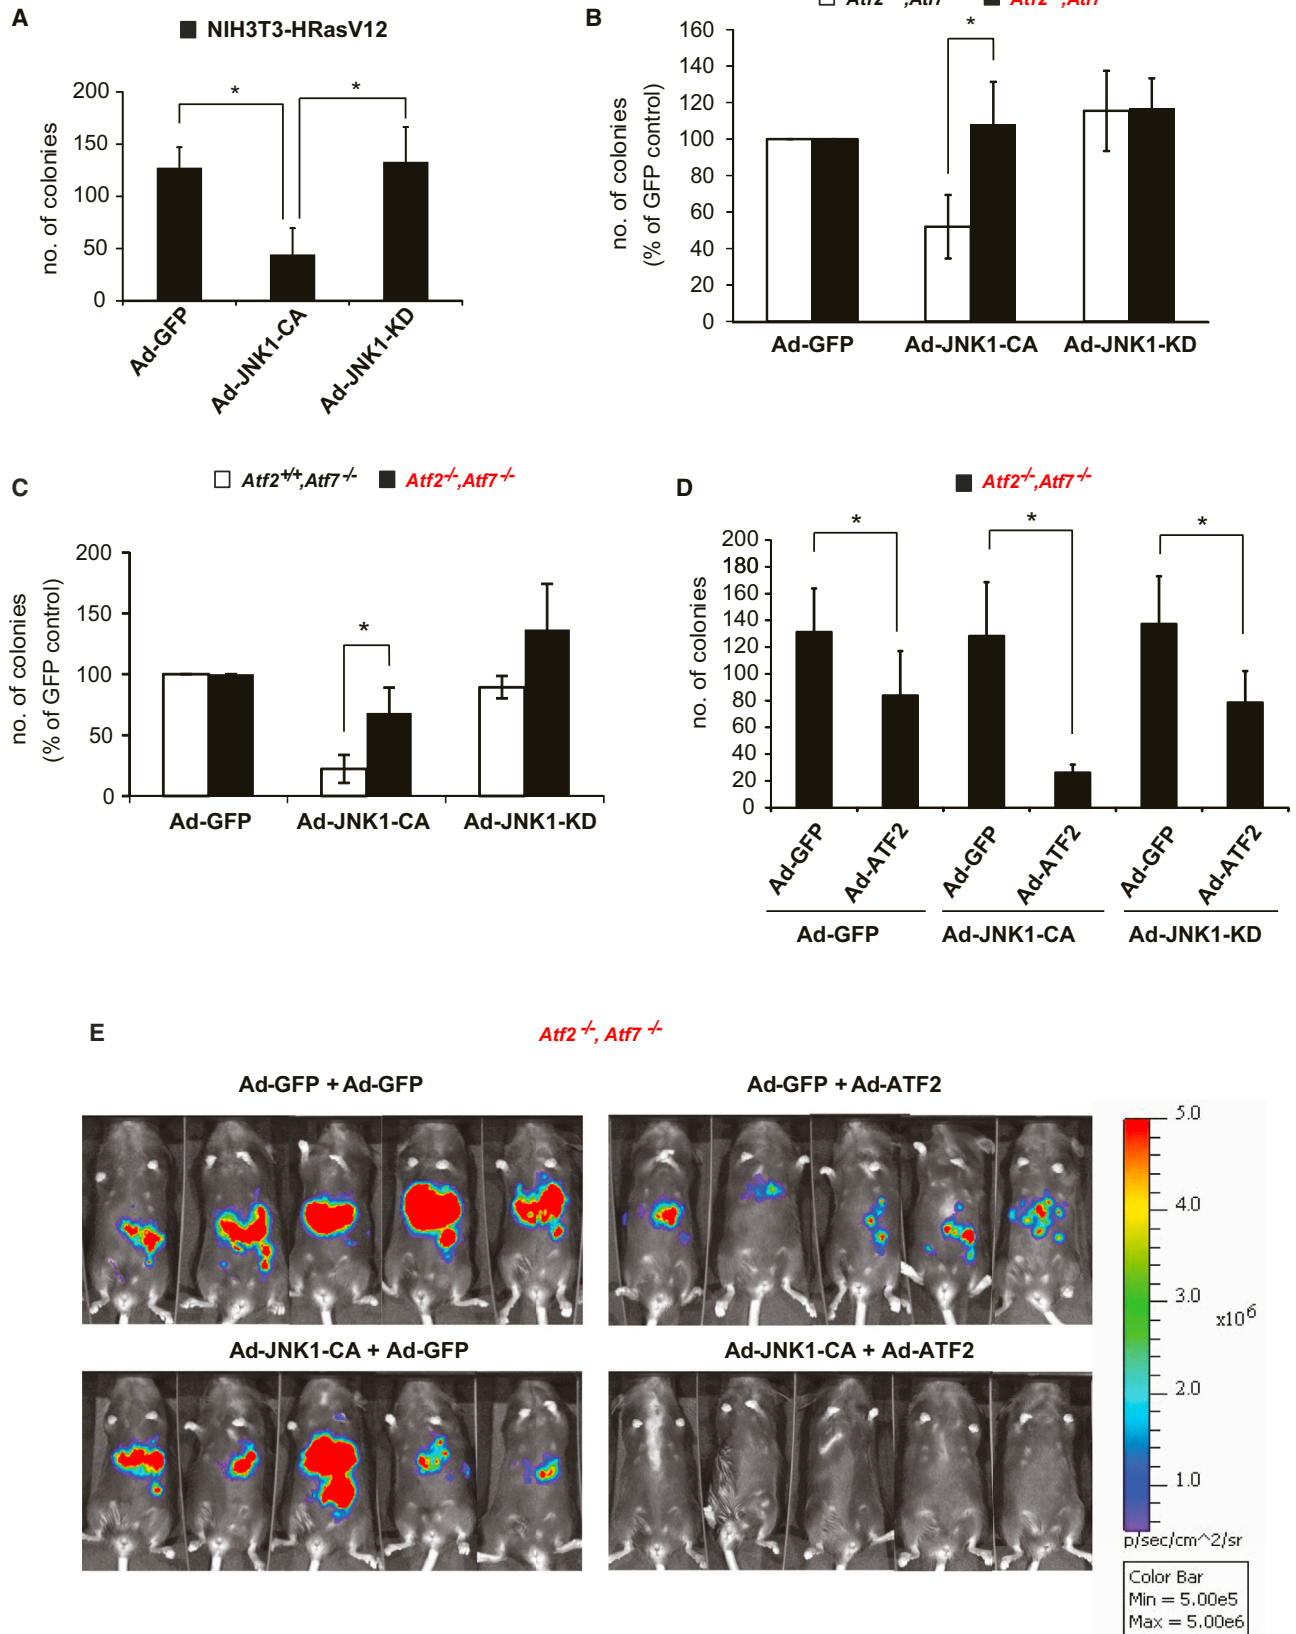 A
NIH3T3-HRasV12
no. of colonies
200
150
100
50
0
*
*
Ad-GFP
Ad-JNK1-CA
Ad-JNK1-KD
B
no. of colonies
(% of GFP control)
160
140
120
100
80
60
40
20
0
*
Ad-GFP
Ad-JNK1-CA
Ad-JNK1-KD
C
Atf2+/+,Atf7-/-
Atf2-/-,Atf7-/-
no. of colonies
(% of GFP control)
200
150
100
50
0
*
Ad-GFP
Ad-JNK1-CA
Ad-JNK1-KD
D
Atf2-/-,Atf7-/-
no. of colonies
200
180
160
140
120
100
80
60
40
20
0
*
*
*
Ad-GFP
Ad-ATF2
Ad-GFP
Ad-ATF2
Ad-GFP
Ad-ATF2
Ad-GFP
Ad-JNK1-CA
Ad-JNK1-KD
E
Atf2-/-, Atf7-/-
Ad-GFP + Ad-GFP
Ad-GFP + Ad-ATF2
Ad-JNK1-CA + Ad-GFP
Ad-JNK1-CA + Ad-ATF2
5.0
4.0
3.0
x10^6
2.0
1.0
p/sec/cm^2/sr
Color Bar
Min = 5.00e5
Max = 5.00e6